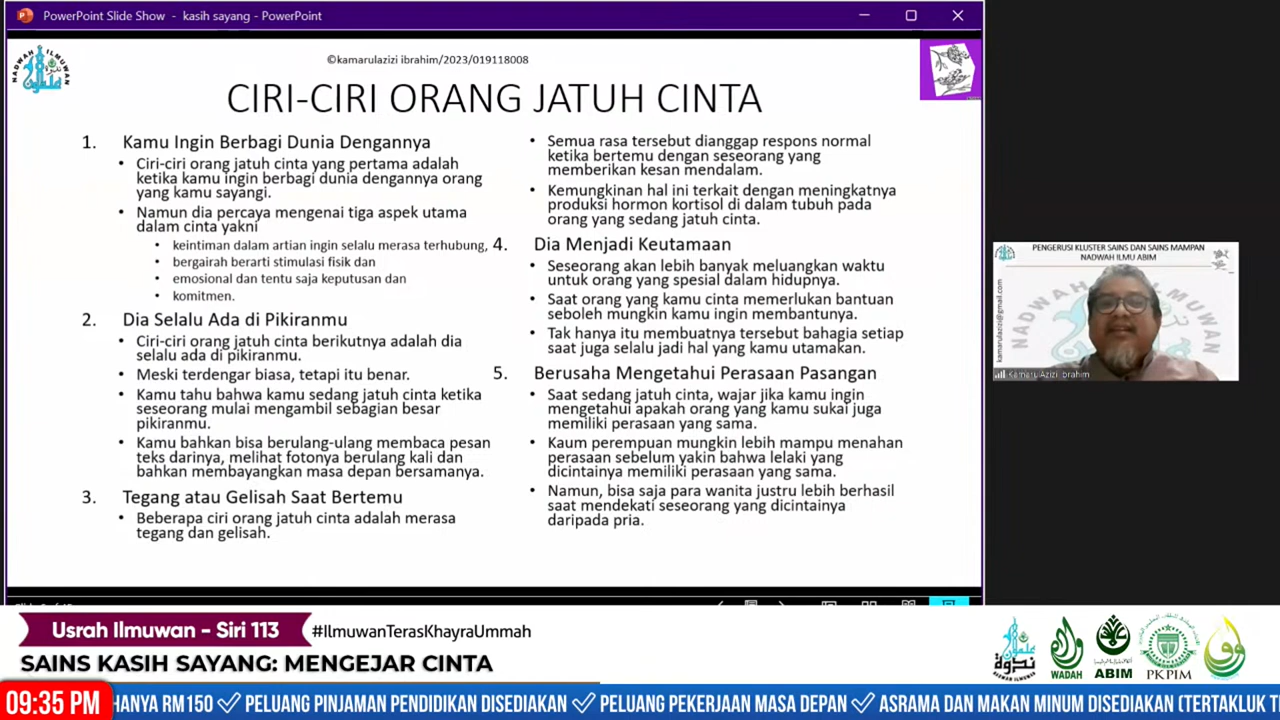 PowerPoint Slide Show - kasih sayang - PowerPoint
©kamarulazizi ibrahim/2023/019118008
NADWAH ILMUWAN
CIRI-CIRI ORANG JATUH CINTA
1. Kamu Ingin Berbagi Dunia Dengannya
• Ciri-ciri orang jatuh cinta yang pertama adalah
ketika kamu ingin berbagi dunia dengannya orang
yang kamu sayangi.
• Namun dia percaya mengenai tiga aspek utama
dalam cinta yakni
• keintiman dalam artian ingin selalu merasa terhubung,
• bergairah berarti stimulasi fisik dan
• emosional dan tentu saja keputusan dan
• komitmen.
2. Dia Selalu Ada di Pikiranmu
• Ciri-ciri orang jatuh cinta berikutnya adalah dia
selalu ada di pikiranmu.
• Meski terdengar biasa, tetapi itu benar.
• Kamu tahu bahwa kamu sedang jatuh cinta ketika
seseorang mulai mengambil sebagian besar
pikiranmu.
• Kamu bahkan bisa berulang-ulang membaca pesan
teks darinya, melihat fotonya berulang kali dan
bahkan membayangkan masa depan bersamanya.
3. Tegang atau Gelisah Saat Bertemu
• Beberapa ciri orang jatuh cinta adalah merasa
tegang dan gelisah.
• Semua rasa tersebut dianggap respons normal
ketika bertemu dengan seseorang yang
memberikan kesan mendalam.
• Kemungkinan hal ini terkait dengan meningkatnya
produksi hormon kortisol di dalam tubuh pada
orang yang sedang jatuh cinta.
4. Dia Menjadi Keutamaan
• Seseorang akan lebih banyak meluangkan waktu
untuk orang yang spesial dalam hidupnya.
• Saat orang yang kamu cinta memerlukan bantuan
seboleh mungkin kamu ingin membantunya.
• Tak hanya itu membuatnya tersebut bahagia setiap
saat juga selalu jadi hal yang kamu utamakan.
5. Berusaha Mengetahui Perasaan Pasangan
• Saat sedang jatuh cinta, wajar jika kamu ingin
mengetahui apakah orang yang kamu sukai juga
memiliki perasaan yang sama.
• Kaum perempuan mungkin lebih mampu menahan
perasaan sebelum yakin bahwa lelaki yang
dicintainya memiliki perasaan yang sama.
• Namun, bisa saja para wanita justru lebih berhasil
saat mendekati seseorang yang dicintainya
daripada pria.
PENGERUSI KLUSTER SAINS DAN SAINS MAMPAN
NADWAH ILMU ABIM
kamarulazizi@gmail.com
NADWAH ILMUWAN
Kamarul Azizi Ibrahim
Usrah Ilmuwan - Siri 113
#IlmuwanTerasKhayraUmmah
SAINS KASIH SAYANG: MENGEJAR CINTA
WADAH
ABIM
PKPIM
09:35 PM
HANYA RM150 ✓ PELUANG PINJAMAN PENDIDIKAN DISEDIAKAN ✓ PELUANG PEKERJAAN MASA DEPAN ✓ ASRAMA DAN MAKAN MINUM DISEDIAKAN (TERTAKLUK